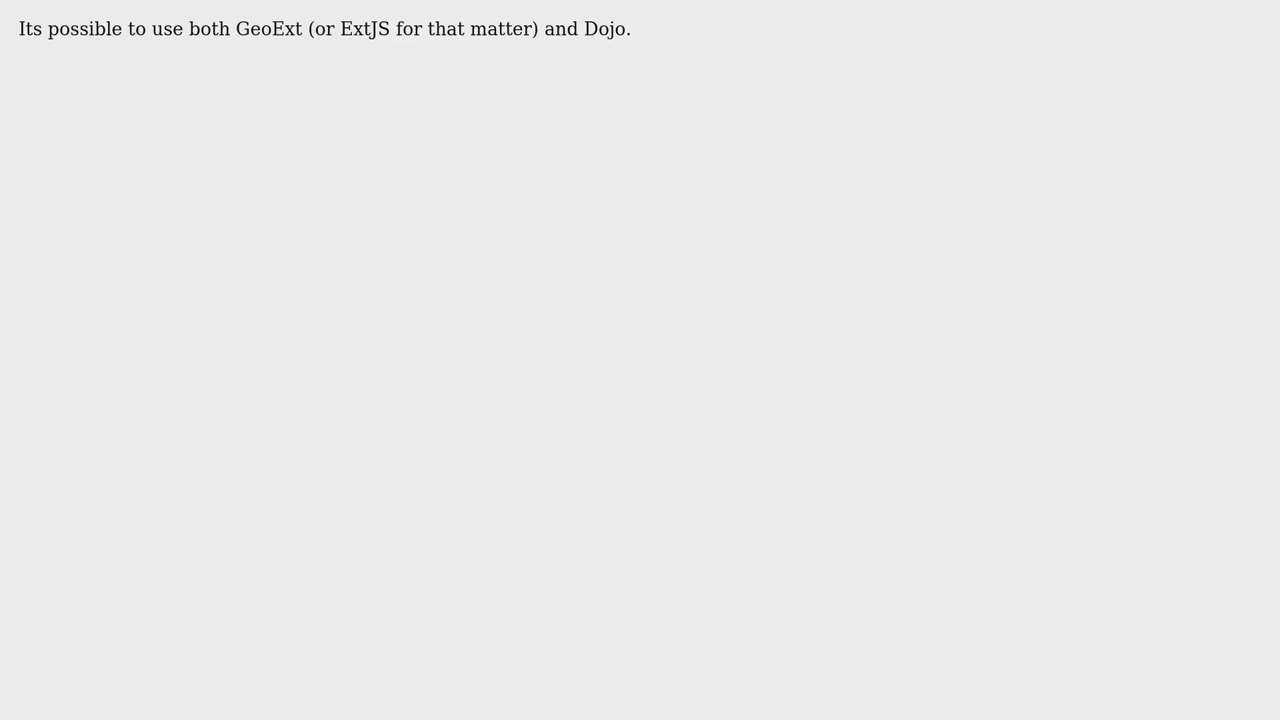 Its possible to use both GeoExt (or ExtJS for that matter) and Dojo.